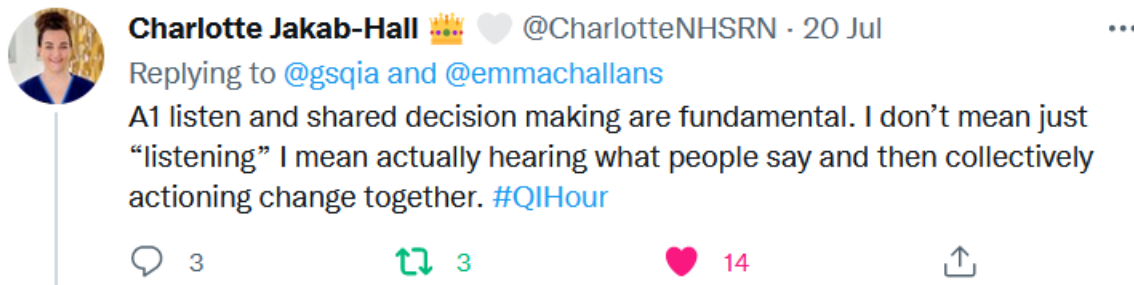 Charlotte Jakab-Hall 👑 🤍 @CharlotteNHSRN · 20 Jul
Replying to @gsqia and @emmachallans
A1 listen and shared decision making are fundamental. I don’t mean just
“listening” I mean actually hearing what people say and then collectively
actioning change together. #QIHour
3 3 14